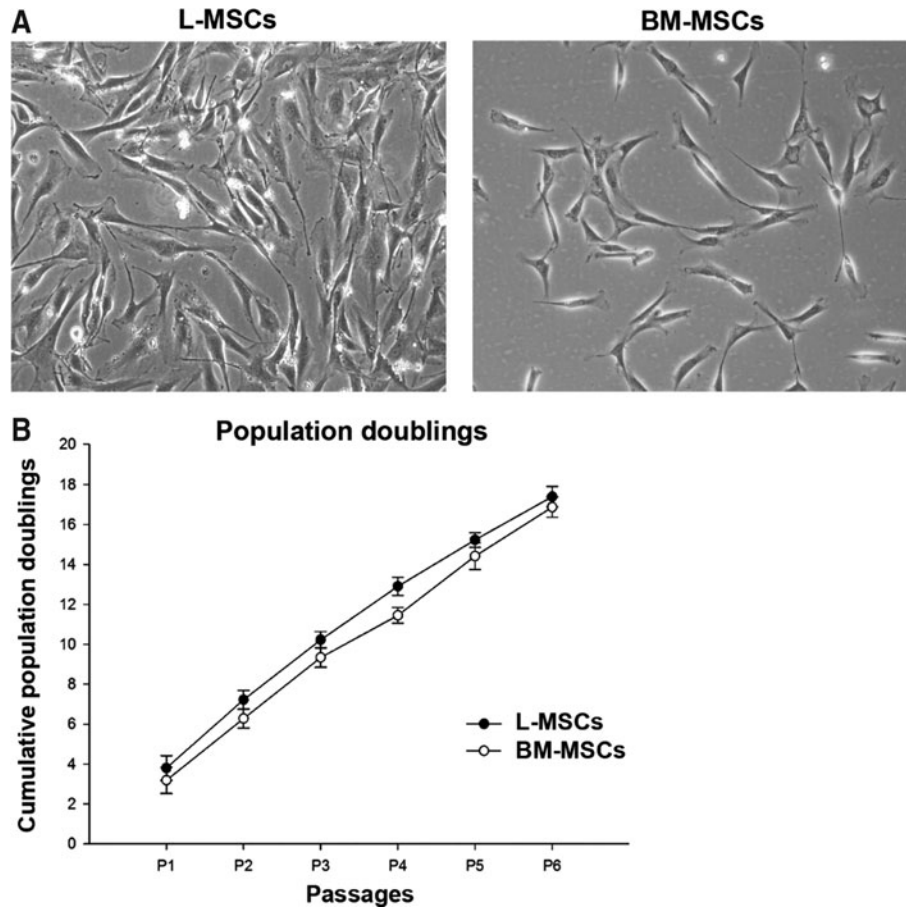 A
L-MSCs
BM-MSCs
B
Population doublings
Cumulative population doublings
20
18
16
14
12
10
8
6
4
2
0
L-MSCs
BM-MSCs
P1 P2 P3 P4 P5 P6
Passages